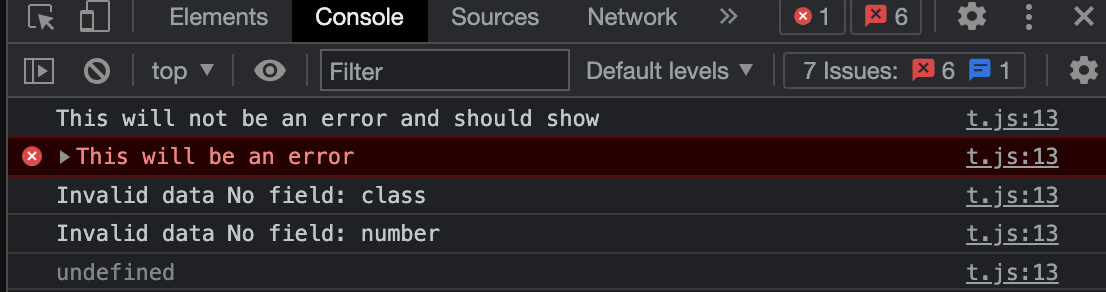 Elements Console Sources Network » 1 6
top ▼ Filter Default levels ▼ 7 Issues: 6 1
This will not be an error and should show t.js:13
This will be an error t.js:13
Invalid data No field: class t.js:13
Invalid data No field: number t.js:13
undefined t.js:13